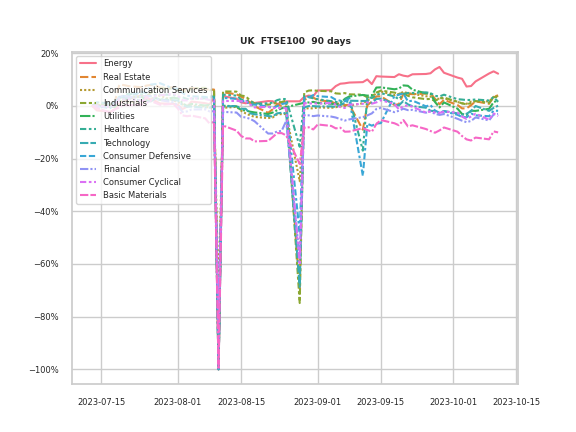 UK FTSE100 90 days
20%
0%
−20%
−40%
−60%
−80%
−100%
Energy
Real Estate
Communication Services
Industrials
Utilities
Healthcare
Technology
Consumer Defensive
Financial
Consumer Cyclical
Basic Materials
2023-07-15 2023-08-01 2023-08-15 2023-09-01 2023-09-15 2023-10-01 2023-10-15